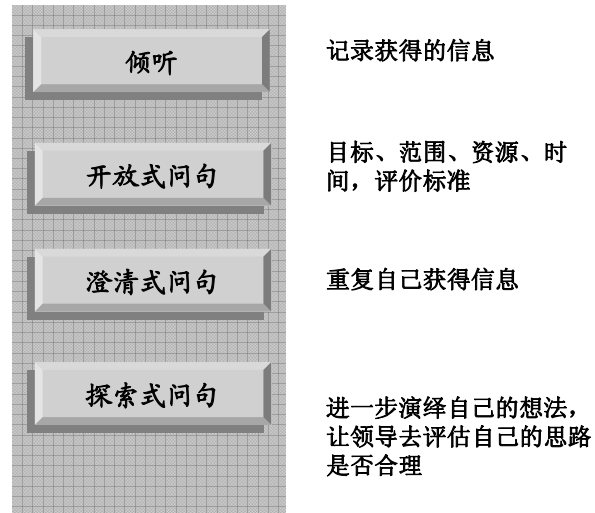 倾听
记录获得的信息
开放式问句
目标、范围、资源、时
间，评价标准
澄清式问句
重复自己获得信息
探索式问句
进一步演绎自己的想法，
让领导去评估自己的思路
是否合理